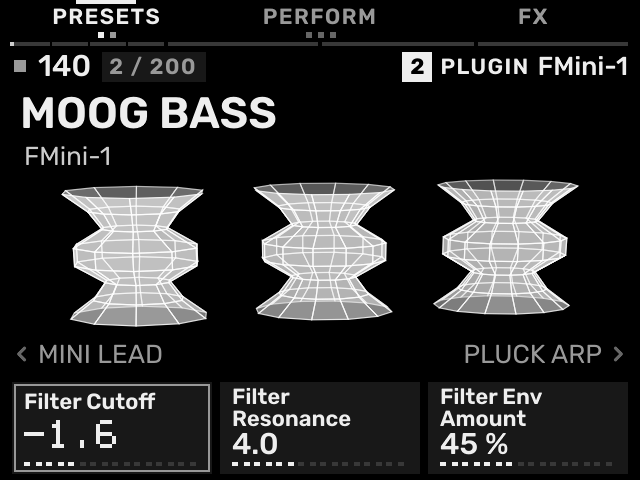 PRESETS PERFORM FX
140 2 / 200 2 PLUGIN FMini-1
MOOG BASS
FMini-1
< MINI LEAD PLUCK ARP >
Filter Cutoff
-1.6
Filter
Resonance
4.0
Filter Env
Amount
45 %